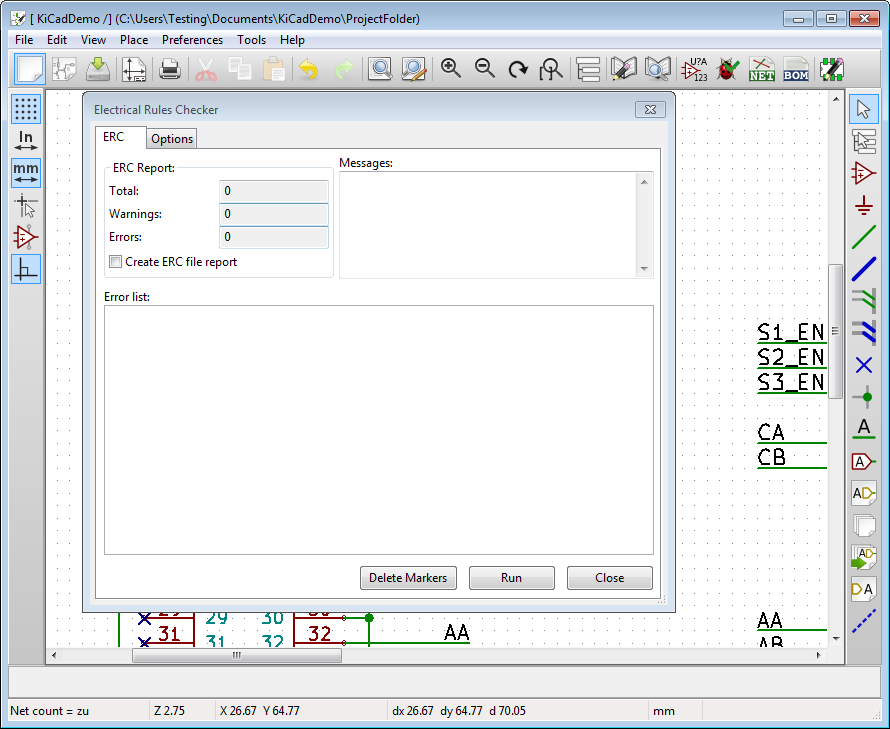 [ KiCadDemo /] (C:\Users\Testing\Documents\KiCadDemo\ProjectFolder)
File Edit View Place Preferences Tools Help
U?A
123
NET
BOM
Electrical Rules Checker
ERC Options
In
mm
ERC Report:
Total: 0
Warnings: 0
Errors: 0
Create ERC file report
Messages:
Error list:
Delete Markers Run Close
S1_EN
S2_EN
S3_EN
CA
CB
A
A
AD
AD
DA
29 29 30 30
31 31 32 32
AA
AA
AB
Net count = zu Z 2.75 X 26.67 Y 64.77 dx 26.67 dy 64.77 d 70.05 mm